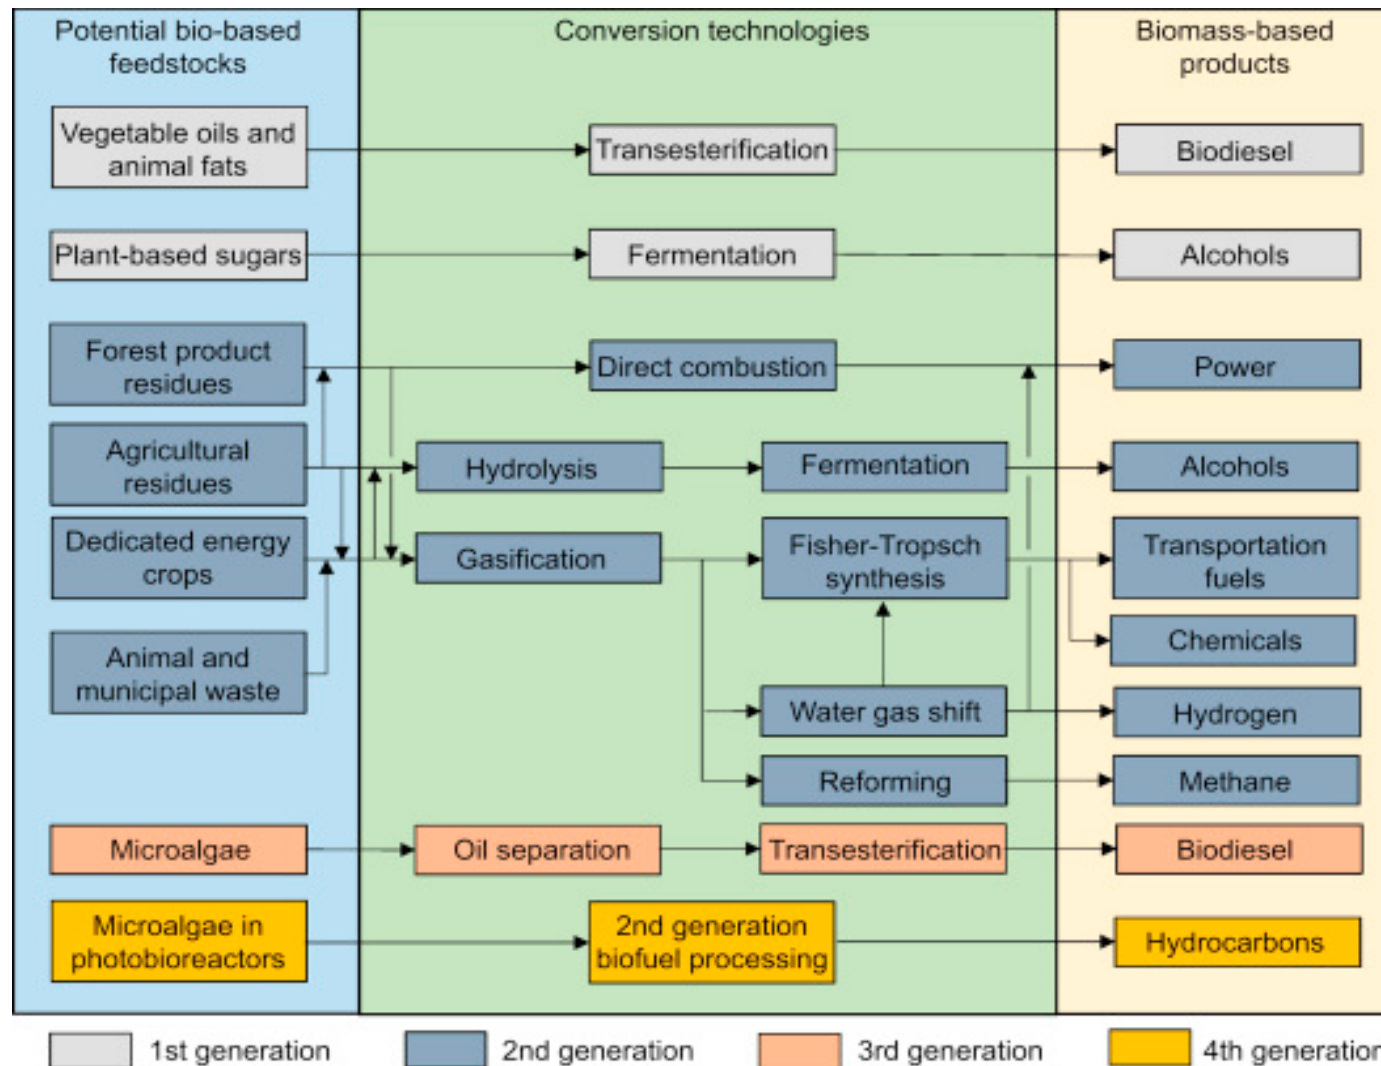 Potential bio-based
feedstocks
Conversion technologies
Biomass-based
products
Vegetable oils and
animal fats
Transesterification
Biodiesel
Plant-based sugars
Fermentation
Alcohols
Forest product
residues
Direct combustion
Power
Agricultural
residues
Hydrolysis
Fermentation
Alcohols
Dedicated energy
crops
Gasification
Fisher-Tropsch
synthesis
Transportation
fuels
Chemicals
Animal and
municipal waste
Water gas shift
Hydrogen
Reforming
Methane
Microalgae
Oil separation
Transesterification
Biodiesel
Microalgae in
photobioreactors
2nd generation
biofuel processing
Hydrocarbons
1st generation
2nd generation
3rd generation
4th generation